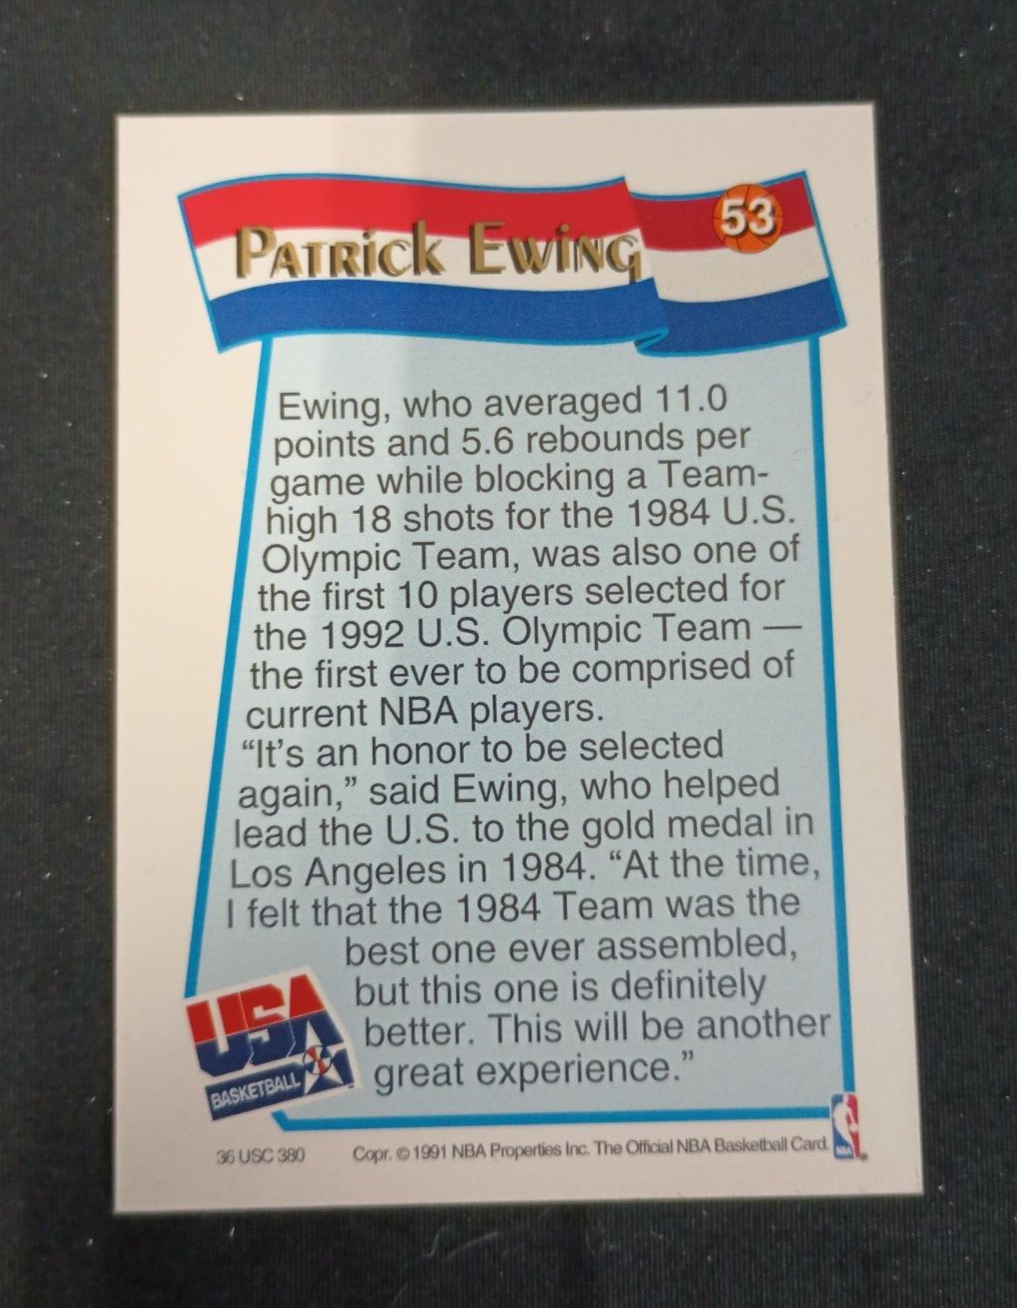 53
Patrick Ewing
Ewing, who averaged 11.0
points and 5.6 rebounds per
game while blocking a Team-
high 18 shots for the 1984 U.S.
Olympic Team, was also one of
the first 10 players selected for
the 1992 U.S. Olympic Team —
the first ever to be comprised of
current NBA players.
“It’s an honor to be selected
again,” said Ewing, who helped
lead the U.S. to the gold medal in
Los Angeles in 1984. “At the time,
I felt that the 1984 Team was the
best one ever assembled,
but this one is definitely
better. This will be another
great experience.”
USA
BASKETBALL
NBA
36 USC 380 Copr. © 1991 NBA Properties Inc. The Official NBA Basketball Card.